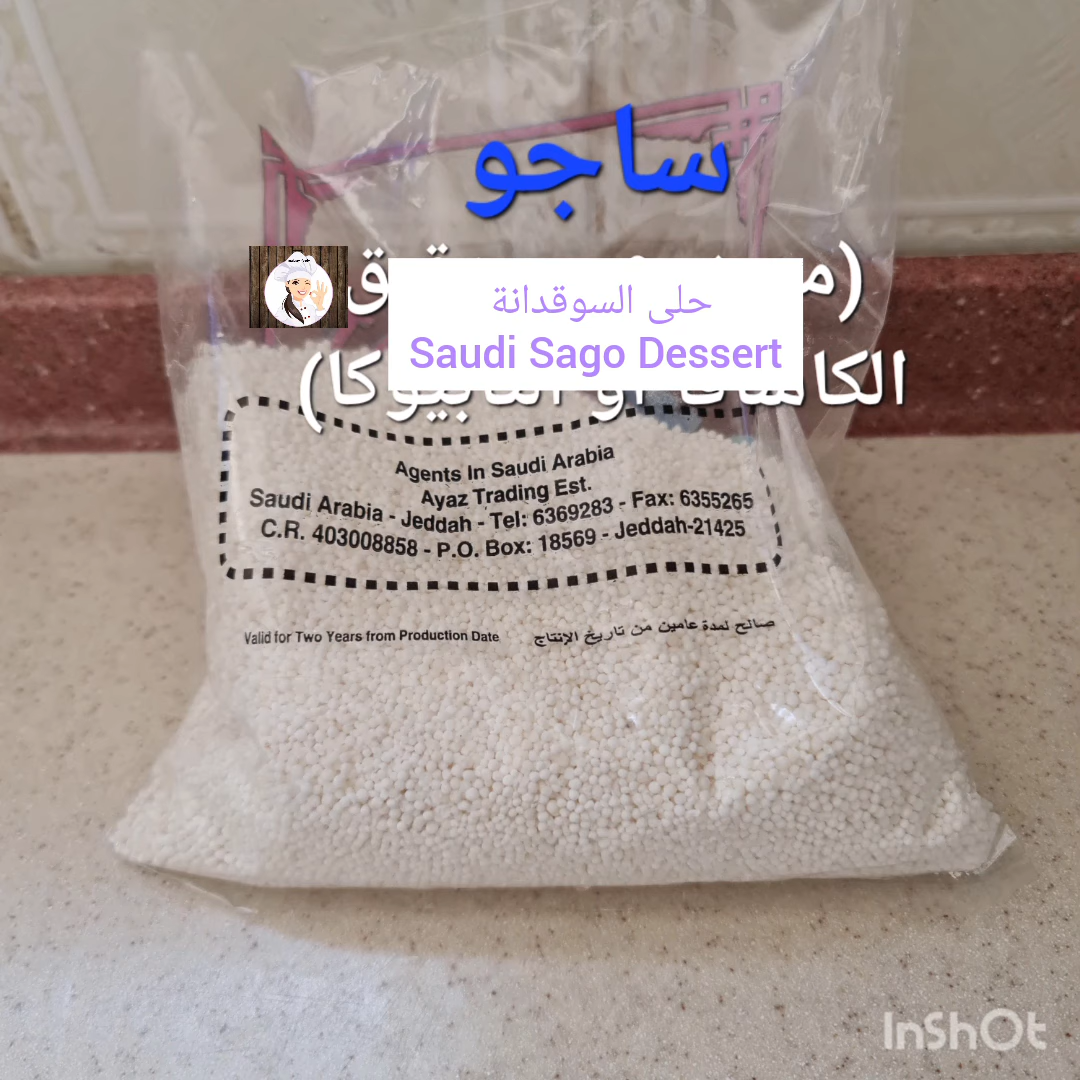 ساجو
حلى السوقدانة
Saudi Sago Dessert
Agents In Saudi Arabia
Ayaz Trading Est.
Saudi Arabia - Jeddah - Tel: 6369283 - Fax: 6355265
C.R. 403008858 - P.O. Box: 18569 - Jeddah-21425
Valid for Two Years from Production Date صالح لمدة عامين من تاريخ الإنتاج
InShOt